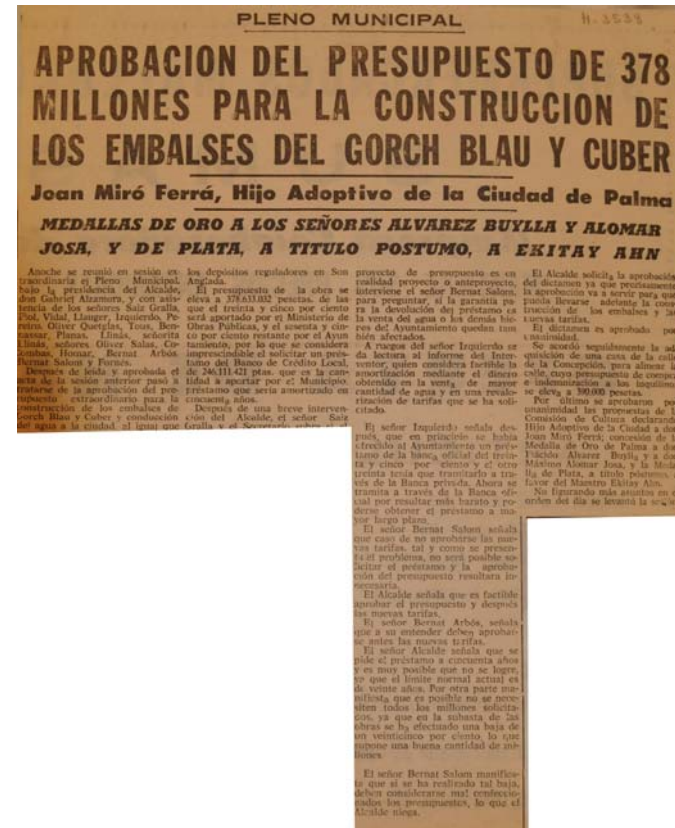 PLENO MUNICIPAL
H. 3538
APROBACION DEL PRESUPUESTO DE 378
MILLONES PARA LA CONSTRUCCION DE
LOS EMBALSES DEL GORCH BLAU Y CUBER
Joan Miró Ferrá, Hijo Adoptivo de la Ciudad de Palma
MEDALLAS DE ORO A LOS SEÑORES ALVAREZ BUYLLA Y ALOMAR
JOSA, Y DE PLATA, A TITULO POSTUMO, A EKITAY AHN
Anoche se reunió en sesión ex-
traordinaria el Pleno Municipal,
bajo la presidencia del Alcalde,
don Gabriel Alzamora, y con asis-
tencia de los señores Saiz Gralla,
Piol, Vidal, Llauger, Izquierdo, Pe-
reiro, Oliver Quetglas, Tous, Ben-
nassar, Planas, Llinás, señorita
Llinás, señores Oliver Salas, Co-
lombas, Homar, Bernat Arbós,
Bernat Salom y Fornés.
Después de leída y aprobada el
acta de la sesión anterior pasó a
tratarse de la aprobación del pre-
supuesto extraordinario para la
construcción de los embalses de
Gorch Blau y Cuber y conducción
de agua a la ciudad, al igual que
los depósitos reguladores en Son
Anglada.
El presupuesto de la obra se
eleva a 378.633.032 pesetas, de las
que el treinta y cinco por ciento
será aportado por el Ministerio de
Obras Públicas, y el sesenta y cin-
co por ciento restante por el Ayun
tamiento, por lo que se considera
imprescindible el solicitar un prés-
tamo del Banco de Crédito Local,
de 246.111.421 ptas. que es la can-
tidad a aportar por el Municipio,
préstamo que sería amortizado en
cincuenta años.
Después de una breve interven-
ción del Alcalde, el señor Saiz
Gralla y el Secretario sobre
proyecto de presupuesto es en
realidad proyecto o anteproyecto,
interviene el señor Bernat Salom,
para preguntar, si la garantía pa-
ra la devolución del préstamo es
la venta del agua o los demás bie-
nes del Ayuntamiento quedan tam
bién afectados.
A ruegos del señor Izquierdo se
da lectura al informe del Inter-
ventor, quien considera factible la
amortización mediante el dinero
obtenido en la venta de mayor
cantidad de agua y en una revalo-
rización de tarifas que se ha soli-
citado.
El señor Izquierdo señala des-
pués, que en principio se había
ofrecido al Ayuntamiento un prés-
tamo de la banca oficial del trein-
ta y cinco por ciento y el otro
treinta tenía que tramitarlo a tra-
vés de la Banca privada. Ahora se
tramita a través de la Banca ofi-
cial por resultar más barato y po-
derse obtener el préstamo a ma-
yor largo plazo.
El señor Bernat Salom señala
que caso de no aprobarse las nue-
vas tarifas, tal y como se presen-
ta el problema, no será posible so-
licitar el préstamo y la aproba-
ción del presupuesto resultara in-
necesaria.
El Alcalde señala que es factible
aprobar el presupuesto y después
las nuevas tarifas.
El señor Bernat Arbós, señala
que a su entender deben aprobar-
se antes las nuevas tarifas.
El señor Alcalde señala que se
pide el préstamo a cincuenta años
y es muy posible que no se logre,
ya que el límite normal actual es
de veinte años. Por otra parte ma-
nifiesta que es posible no se nece-
siten todos los millones solicita-
dos, ya que en la subasta de las
obras se ha efectuado una baja de
un veinticinco por ciento, lo que
supone una buena cantidad de mi-
llones
El señor Bernat Salom manifies-
ta que si se ha realizado tal baja,
deben considerarse mal confeccio-
nados los presupuestos, lo que el
Alcalde niega.
El Alcalde solicita la aprobación
del dictamen ya que precisamente
la aprobación va a servir para que
pueda llevarse adelante la cons-
trucción de los embalses y las
nuevas tarifas.
El dictamen es aprobado por
unanimidad.
Se acordó seguidamente la ad-
quisición de una casa de la calle
de la Concepción, para alinear la
calle, cuyo presupuesto de compra
e indemnización a los inquilinos
se eleva a 390.000 pesetas.
Por último se aprobaron por
unanimidad las propuestas de la
Comisión de Cultura declarando
Hijo Adoptivo de la Ciudad a don
Joan Miró Ferrá; concesión de la
Medalla de Oro de Palma a don
Plácido Alvarez Buylla y a don
Máximo Alomar Josa, y la Meda
lla de Plata, a título póstumo, a
favor del Maestro Ekitay Ahn.
No figurando más asuntos en el
orden del día se levantó la sesión